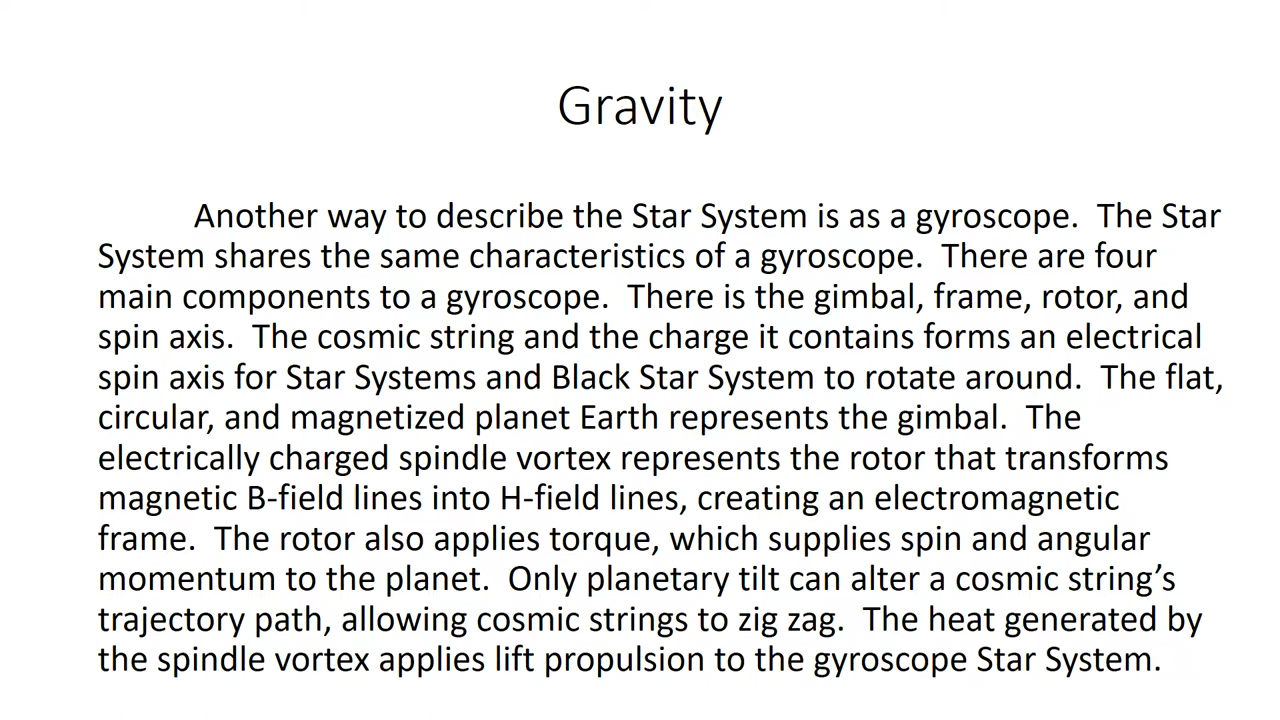 Gravity
Another way to describe the Star System is as a gyroscope.  The Star
System shares the same characteristics of a gyroscope.  There are four
main components to a gyroscope.  There is the gimbal, frame, rotor, and
spin axis.  The cosmic string and the charge it contains forms an electrical
spin axis for Star Systems and Black Star System to rotate around.  The flat,
circular, and magnetized planet Earth represents the gimbal.  The
electrically charged spindle vortex represents the rotor that transforms
magnetic B-field lines into H-field lines, creating an electromagnetic
frame.  The rotor also applies torque, which supplies spin and angular
momentum to the planet.  Only planetary tilt can alter a cosmic string’s
trajectory path, allowing cosmic strings to zig zag.  The heat generated by
the spindle vortex applies lift propulsion to the gyroscope Star System.